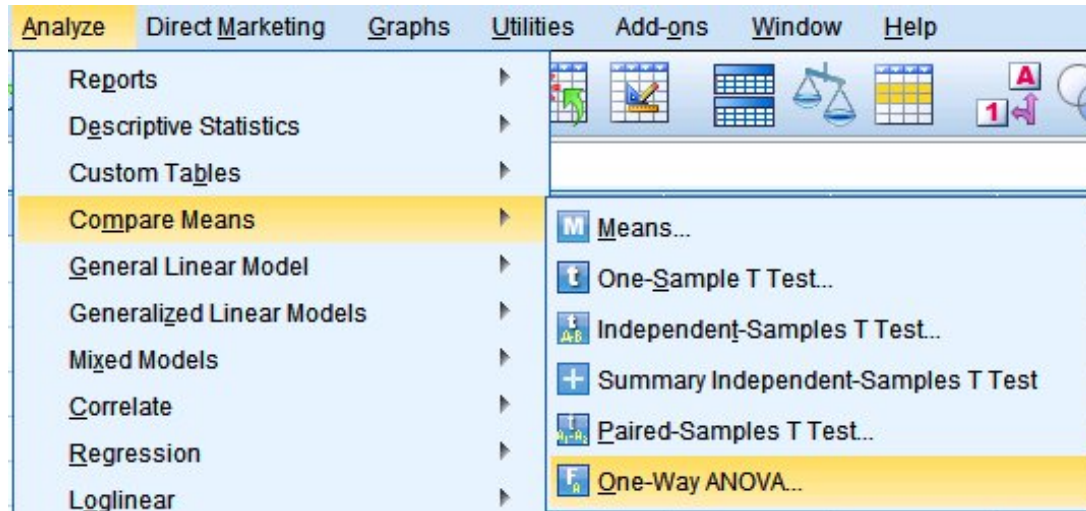 Analyze Direct Marketing Graphs Utilities Add-ons Window Help
A
1
Reports
Descriptive Statistics
Custom Tables
Compare Means
General Linear Model
Generalized Linear Models
Mixed Models
Correlate
Regression
Loglinear
M Means...
t One-Sample T Test...
t A-B Independent-Samples T Test...
Summary Independent-Samples T Test
t Paired-Samples T Test...
F A One-Way ANOVA...